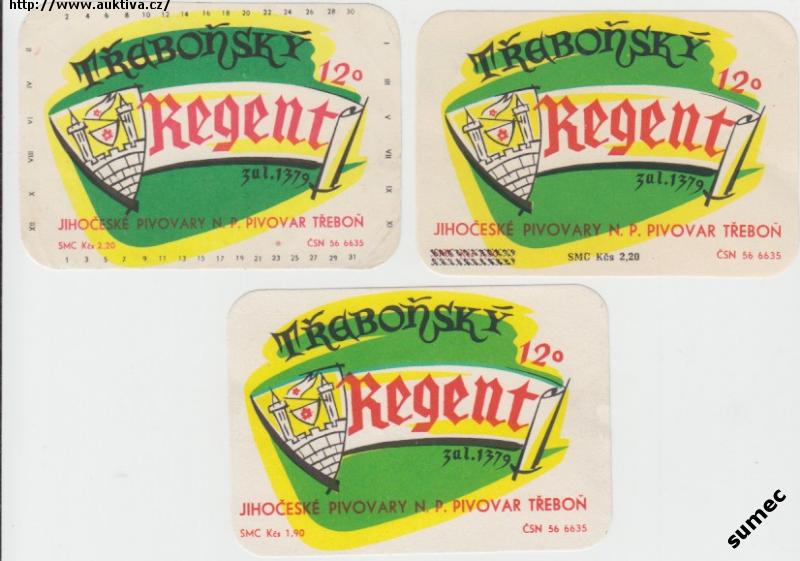 http://www.auktiva.cz/
2 4 6 8 10 12 14 16 18 20 22 24 26 28 30
TŘEBOŇSKÝ
12°
Regent
zal. 1379
JIHOČESKÉ PIVOVARY N. P. PIVOVAR TŘEBOŇ
SMC Kčs 2,20
ČSN 56 6635
II IV VI VIII X XII
I III V VII IX XI
1 3 5 7 9 11 13 15 17 19 21 23 25 27 29 31
TŘEBOŇSKÝ
12°
Regent
zal. 1379
JIHOČESKÉ PIVOVARY N. P. PIVOVAR TŘEBOŇ
SMC Kčs 2,20
ČSN 56 6635
TŘEBOŇSKÝ
12°
Regent
zal. 1379
JIHOČESKÉ PIVOVARY N. P. PIVOVAR TŘEBOŇ
SMC Kčs 1.90
ČSN 56 6635
sumec